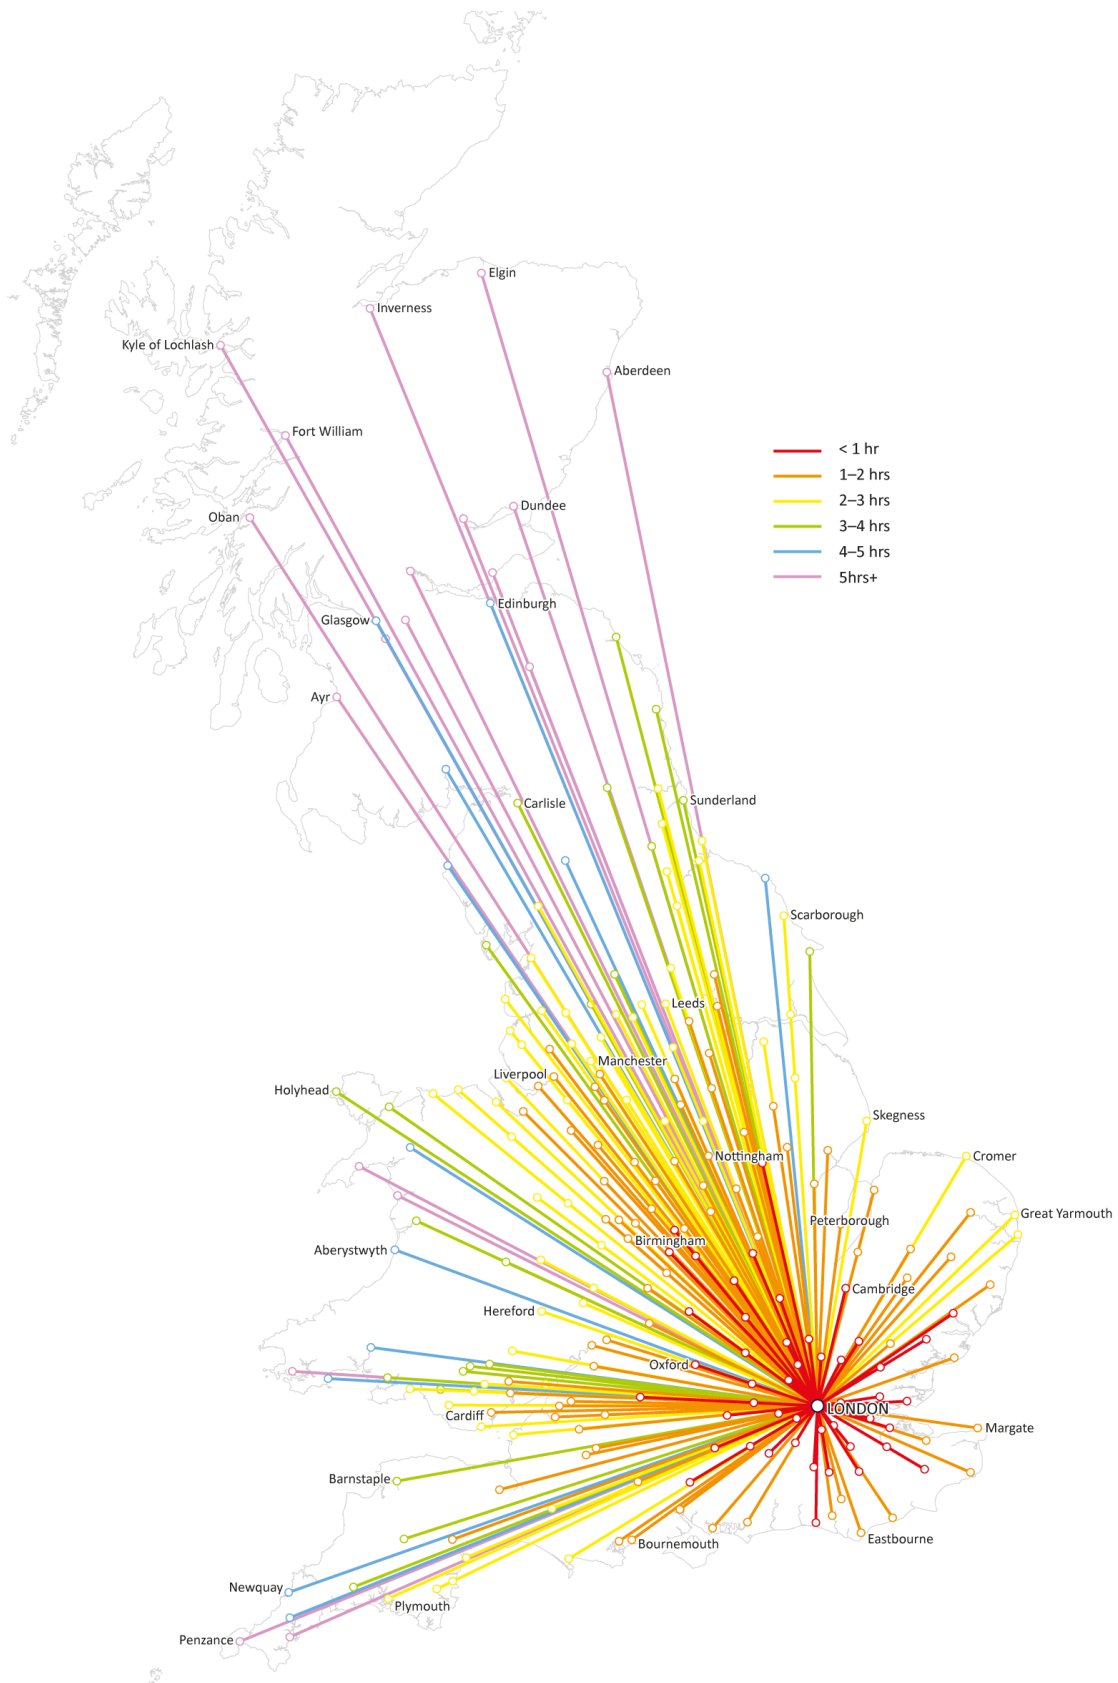 Elgin
Inverness
Kyle of Lochlash
Aberdeen
Fort William
< 1 hr
1–2 hrs
2–3 hrs
3–4 hrs
4–5 hrs
5hrs+
Dundee
Oban
Edinburgh
Glasgow
Ayr
Sunderland
Carlisle
Scarborough
Leeds
Manchester
Liverpool
Holyhead
Skegness
Nottingham
Cromer
Great Yarmouth
Peterborough
Birmingham
Aberystwyth
Cambridge
Hereford
Oxford
LONDON
Cardiff
Margate
Barnstaple
Eastbourne
Bournemouth
Newquay
Plymouth
Penzance